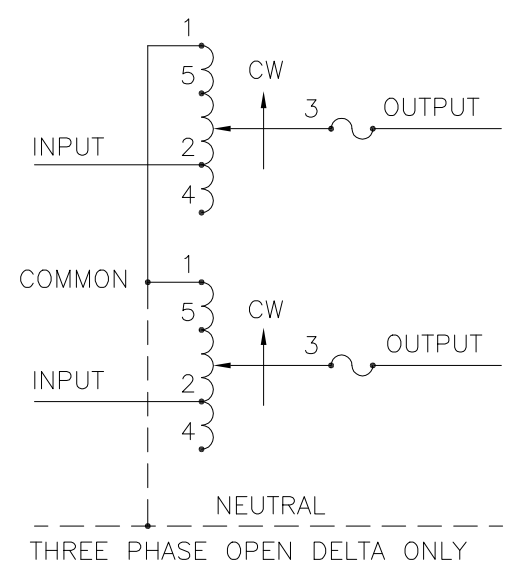 1
5
CW
3
OUTPUT
INPUT
2
4
COMMON
1
5
CW
3
OUTPUT
INPUT
2
4
NEUTRAL
THREE PHASE OPEN DELTA ONLY